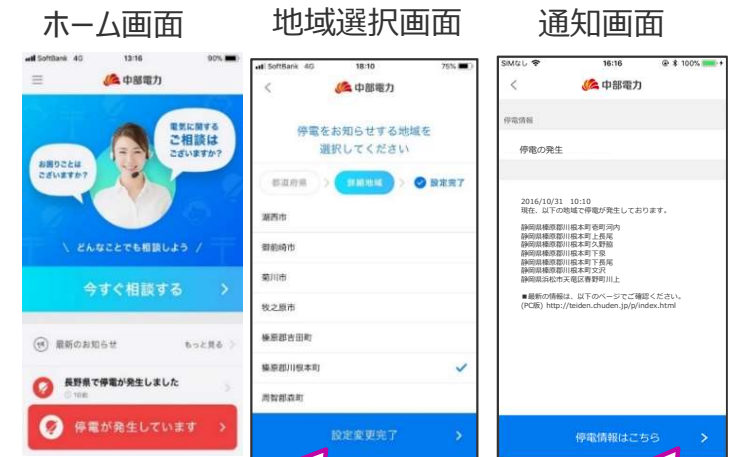 ホーム画面
地域選択画面
通知画面
SoftBank 4G 13:16 90%
中部電力
お困りごとは
ございますか?
電気に関する
ご相談は
ございますか?
\ どんなことでも相談しよう /
今すぐ相談する >
最新のお知らせ もっと見る >
長野県で停電が発生しました
停電が発生しています >
SoftBank 4G 18:10 75%
中部電力
停電をお知らせする地域を
選択してください
都道府県 > 詳細地域 > 設定完了
湖西市
御前崎市
菊川市
牧之原市
榛原郡吉田町
榛原郡川根本町
周智郡森町
設定変更完了 >
SIMなし 16:16 100%
中部電力
停電情報
停電の発生
2016/10/31 10:10
現在、以下の地域で停電が発生しております。
静岡県榛原郡川根本町壱町河内
静岡県榛原郡川根本町上長尾
静岡県榛原郡川根本町久野脇
静岡県榛原郡川根本町下泉
静岡県榛原郡川根本町下長尾
静岡県榛原郡川根本町文沢
静岡県浜松市天竜区春野町川上
■最新の情報は、以下のページでご確認ください。
(PC版) http://teiden.chuden.jp/p/index.html
停電情報はこちら >